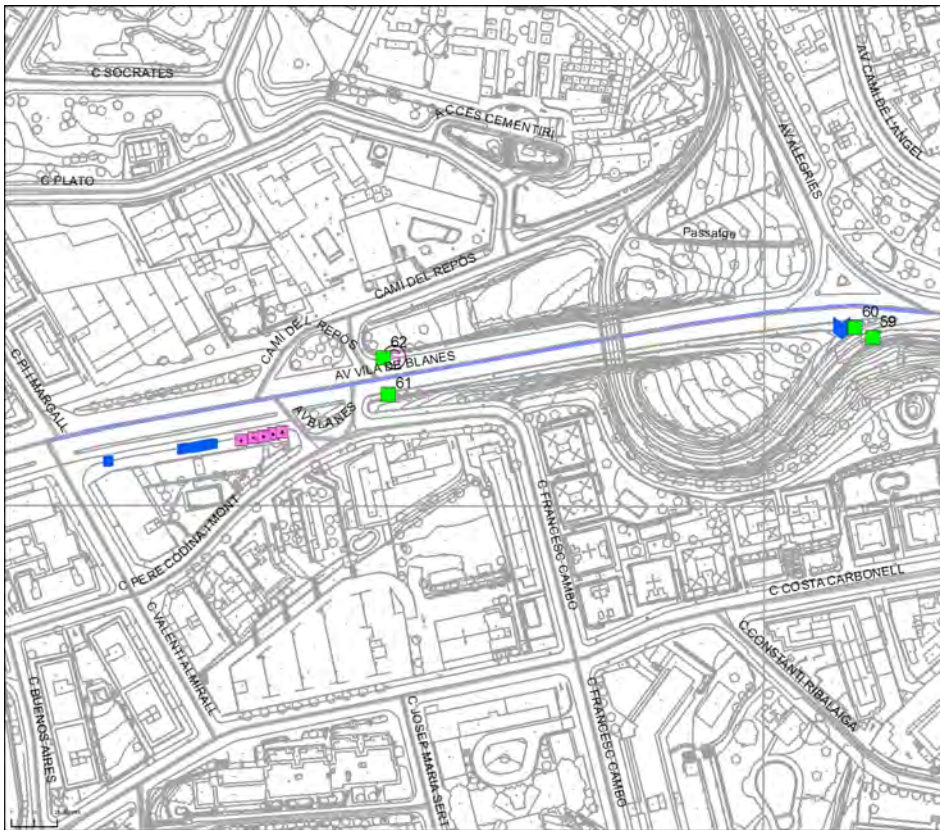 C SOCRATES
ACCES CEMENTIRI
AV CAMI DE L'ANGEL
AV ALEGRIES
C PLATO
Passatge
CAMI DEL REPOS
CAMI DE L' REPOS
60
59
62
AV VILA DE BLANES
61
C PI I MARGALL
AV BLANES
C PERE CODINA I MONT
C FRANCESC CAMBO
C COSTA CARBONELL
C VALENTI ALMIRALL
C CONSTANTI RIBALAIGA
C BUENOS AIRES
C JOSEP MARIA SERT
C FRANCESC CAMBO